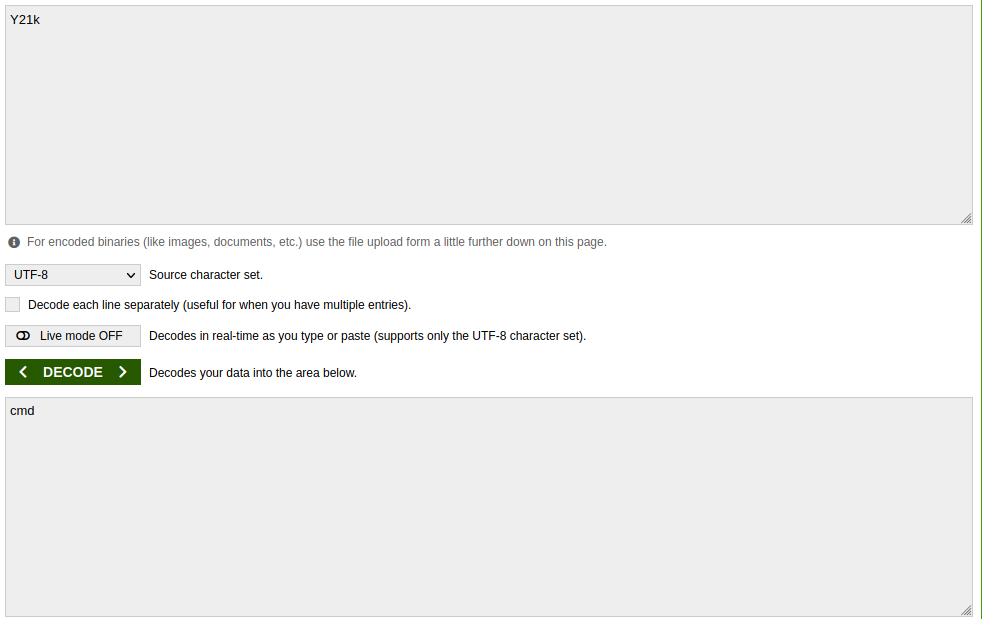 Y21k
For encoded binaries (like images, documents, etc.) use the file upload form a little further down on this page.
UTF-8 Source character set.
Decode each line separately (useful for when you have multiple entries).
Live mode OFF Decodes in real-time as you type or paste (supports only the UTF-8 character set).
DECODE Decodes your data into the area below.
cmd